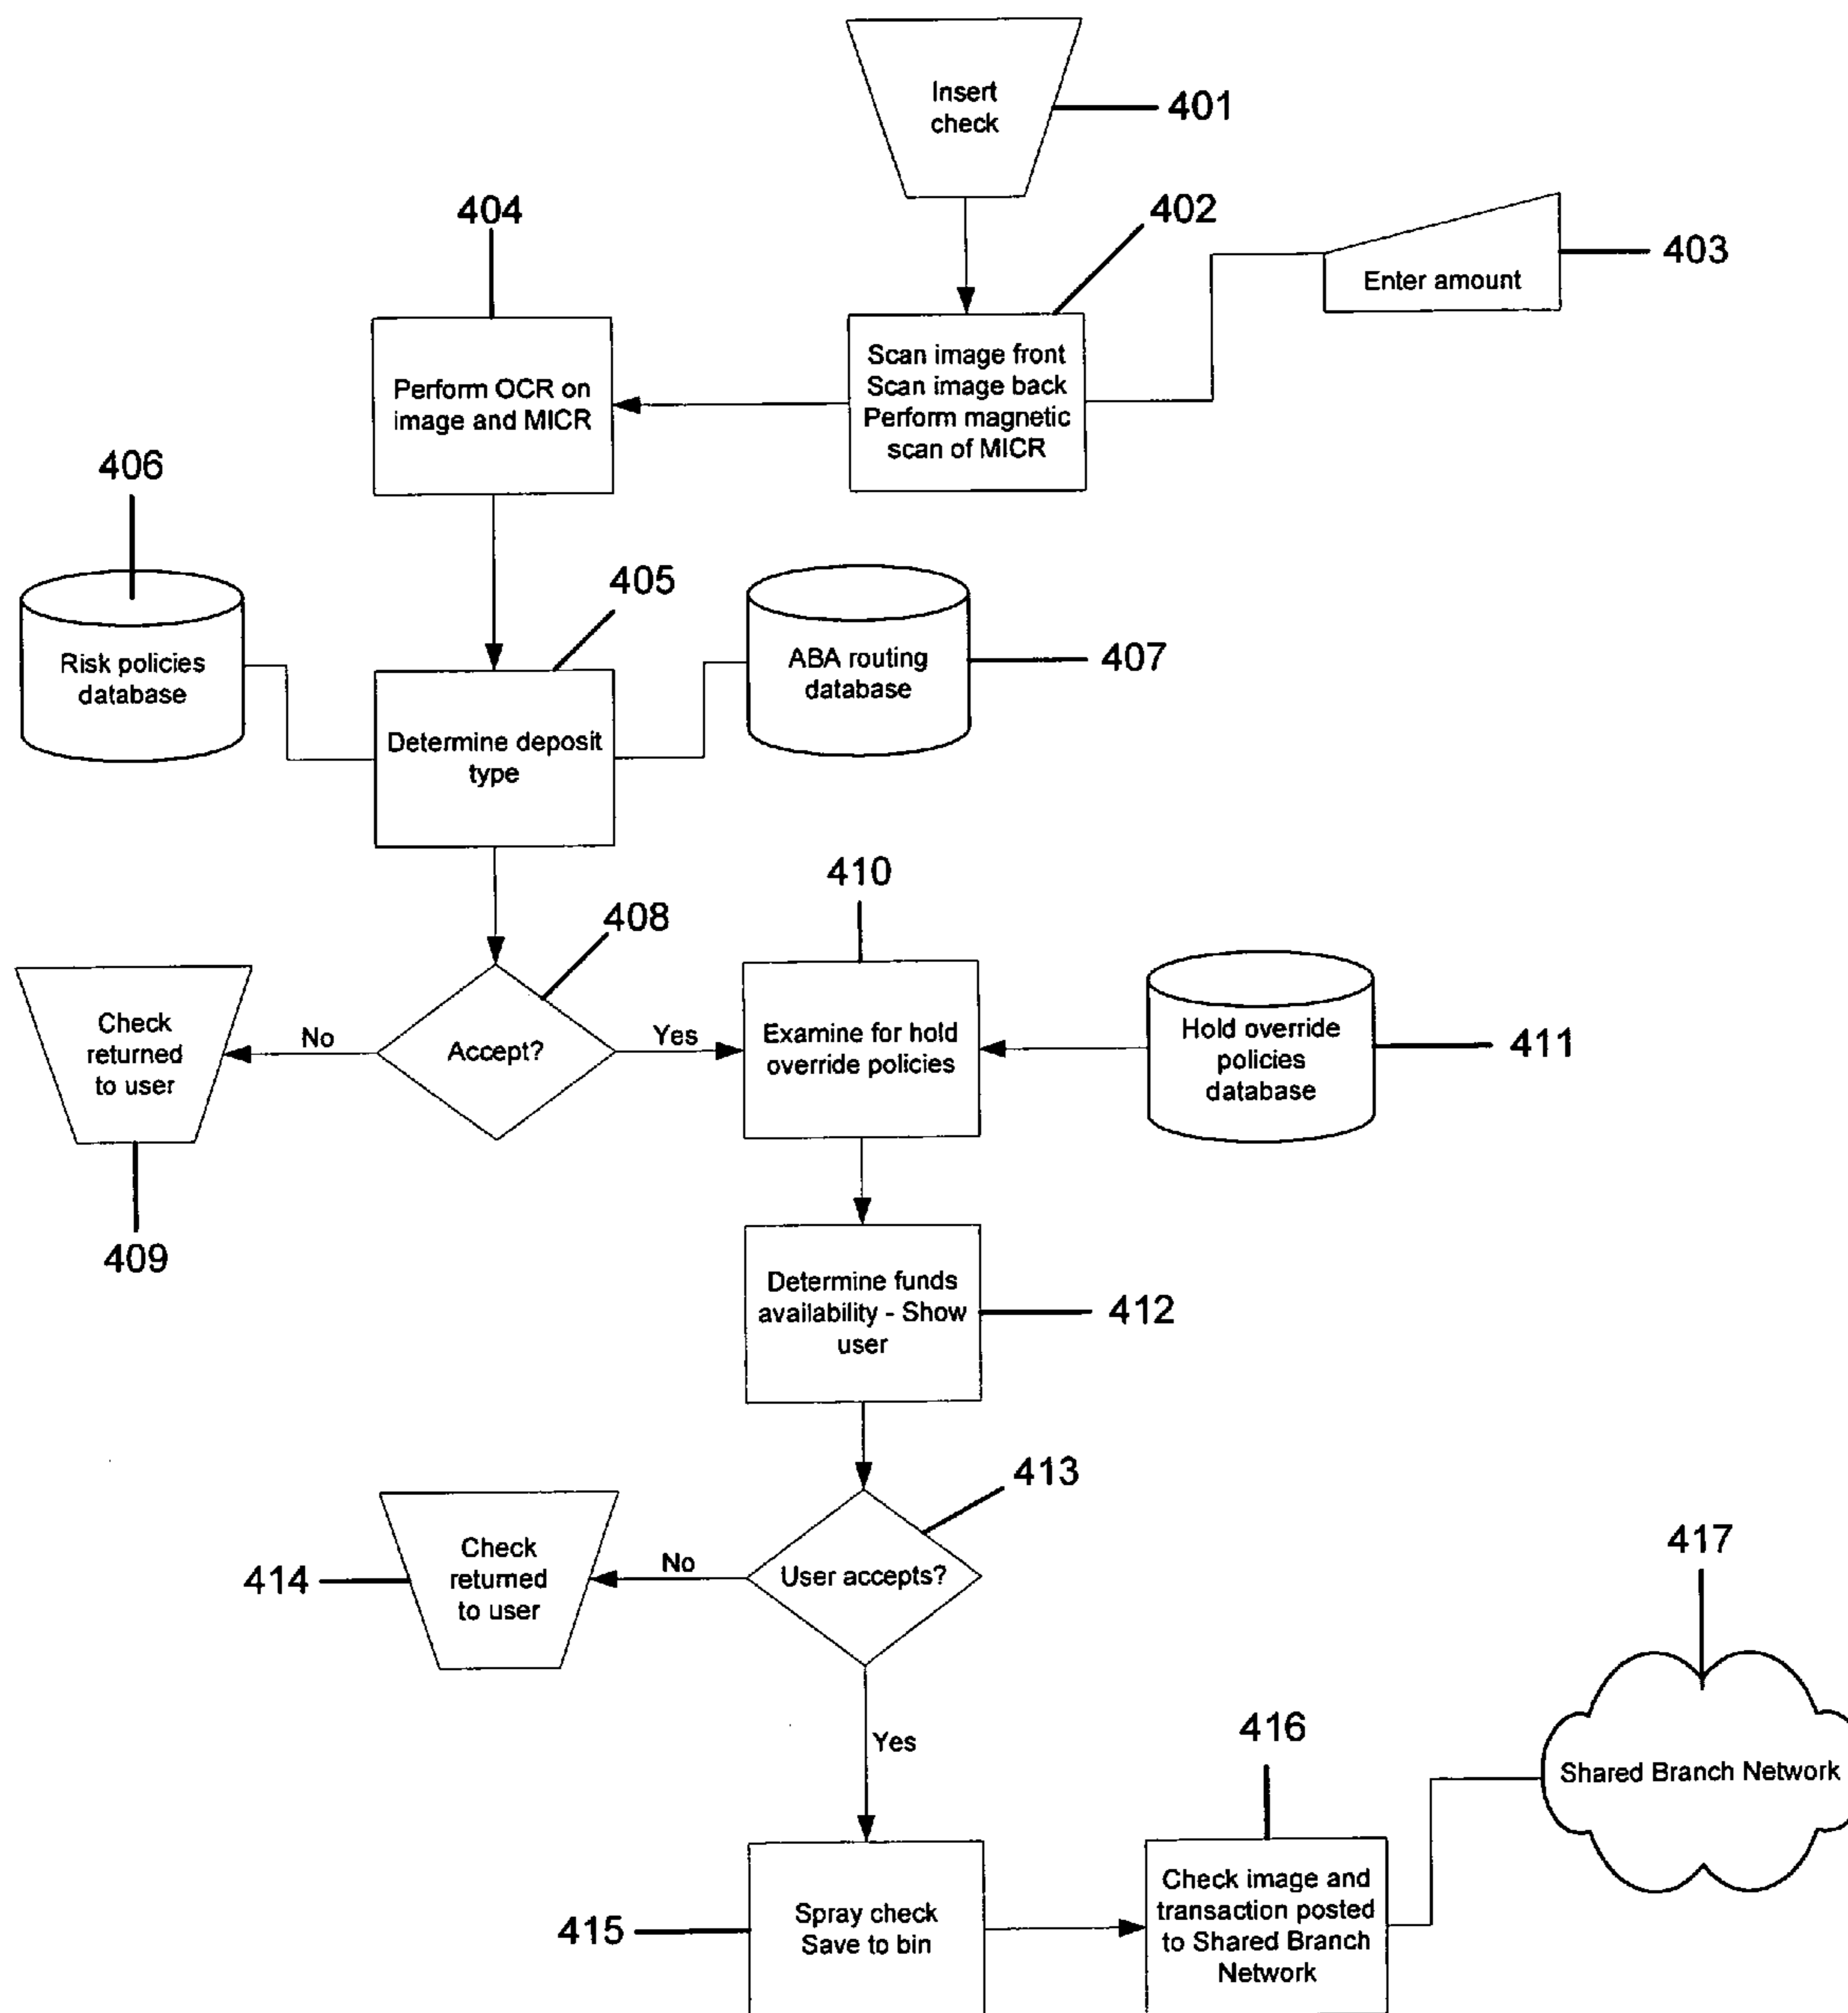 Insert
check
401
404
402
403
Enter amount
Scan image front
Scan image back
Perform magnetic
scan of MICR
Perform OCR on
image and MICR
406
405
Risk policies
database
ABA routing
database
407
Determine deposit
type
410
408
Check
returned
to user
No
Accept?
Yes
Examine for hold
override policies
Hold override
policies
database
411
409
Determine funds
availability - Show
user
412
413
417
414
Check
returned
to user
No
User accepts?
Yes
416
Shared Branch Network
415
Spray check
Save to bin
Check image and
transaction posted
to Shared Branch
Network